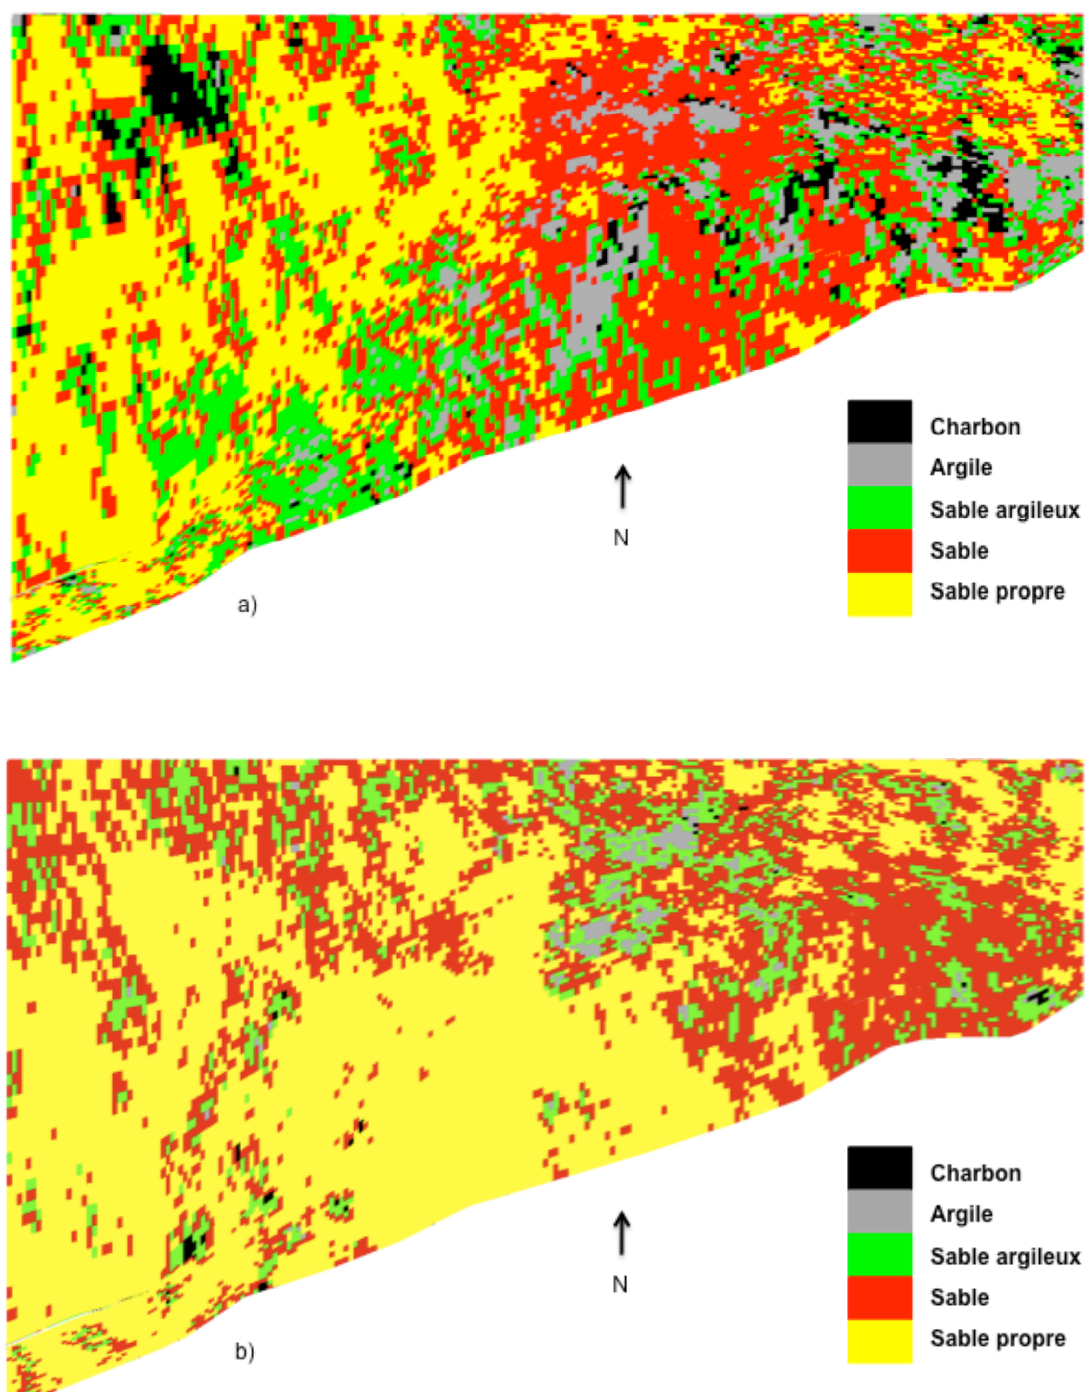 Charbon
Argile
Sable argileux
Sable
Sable propre
N
a)
Charbon
Argile
Sable argileux
Sable
Sable propre
N
b)